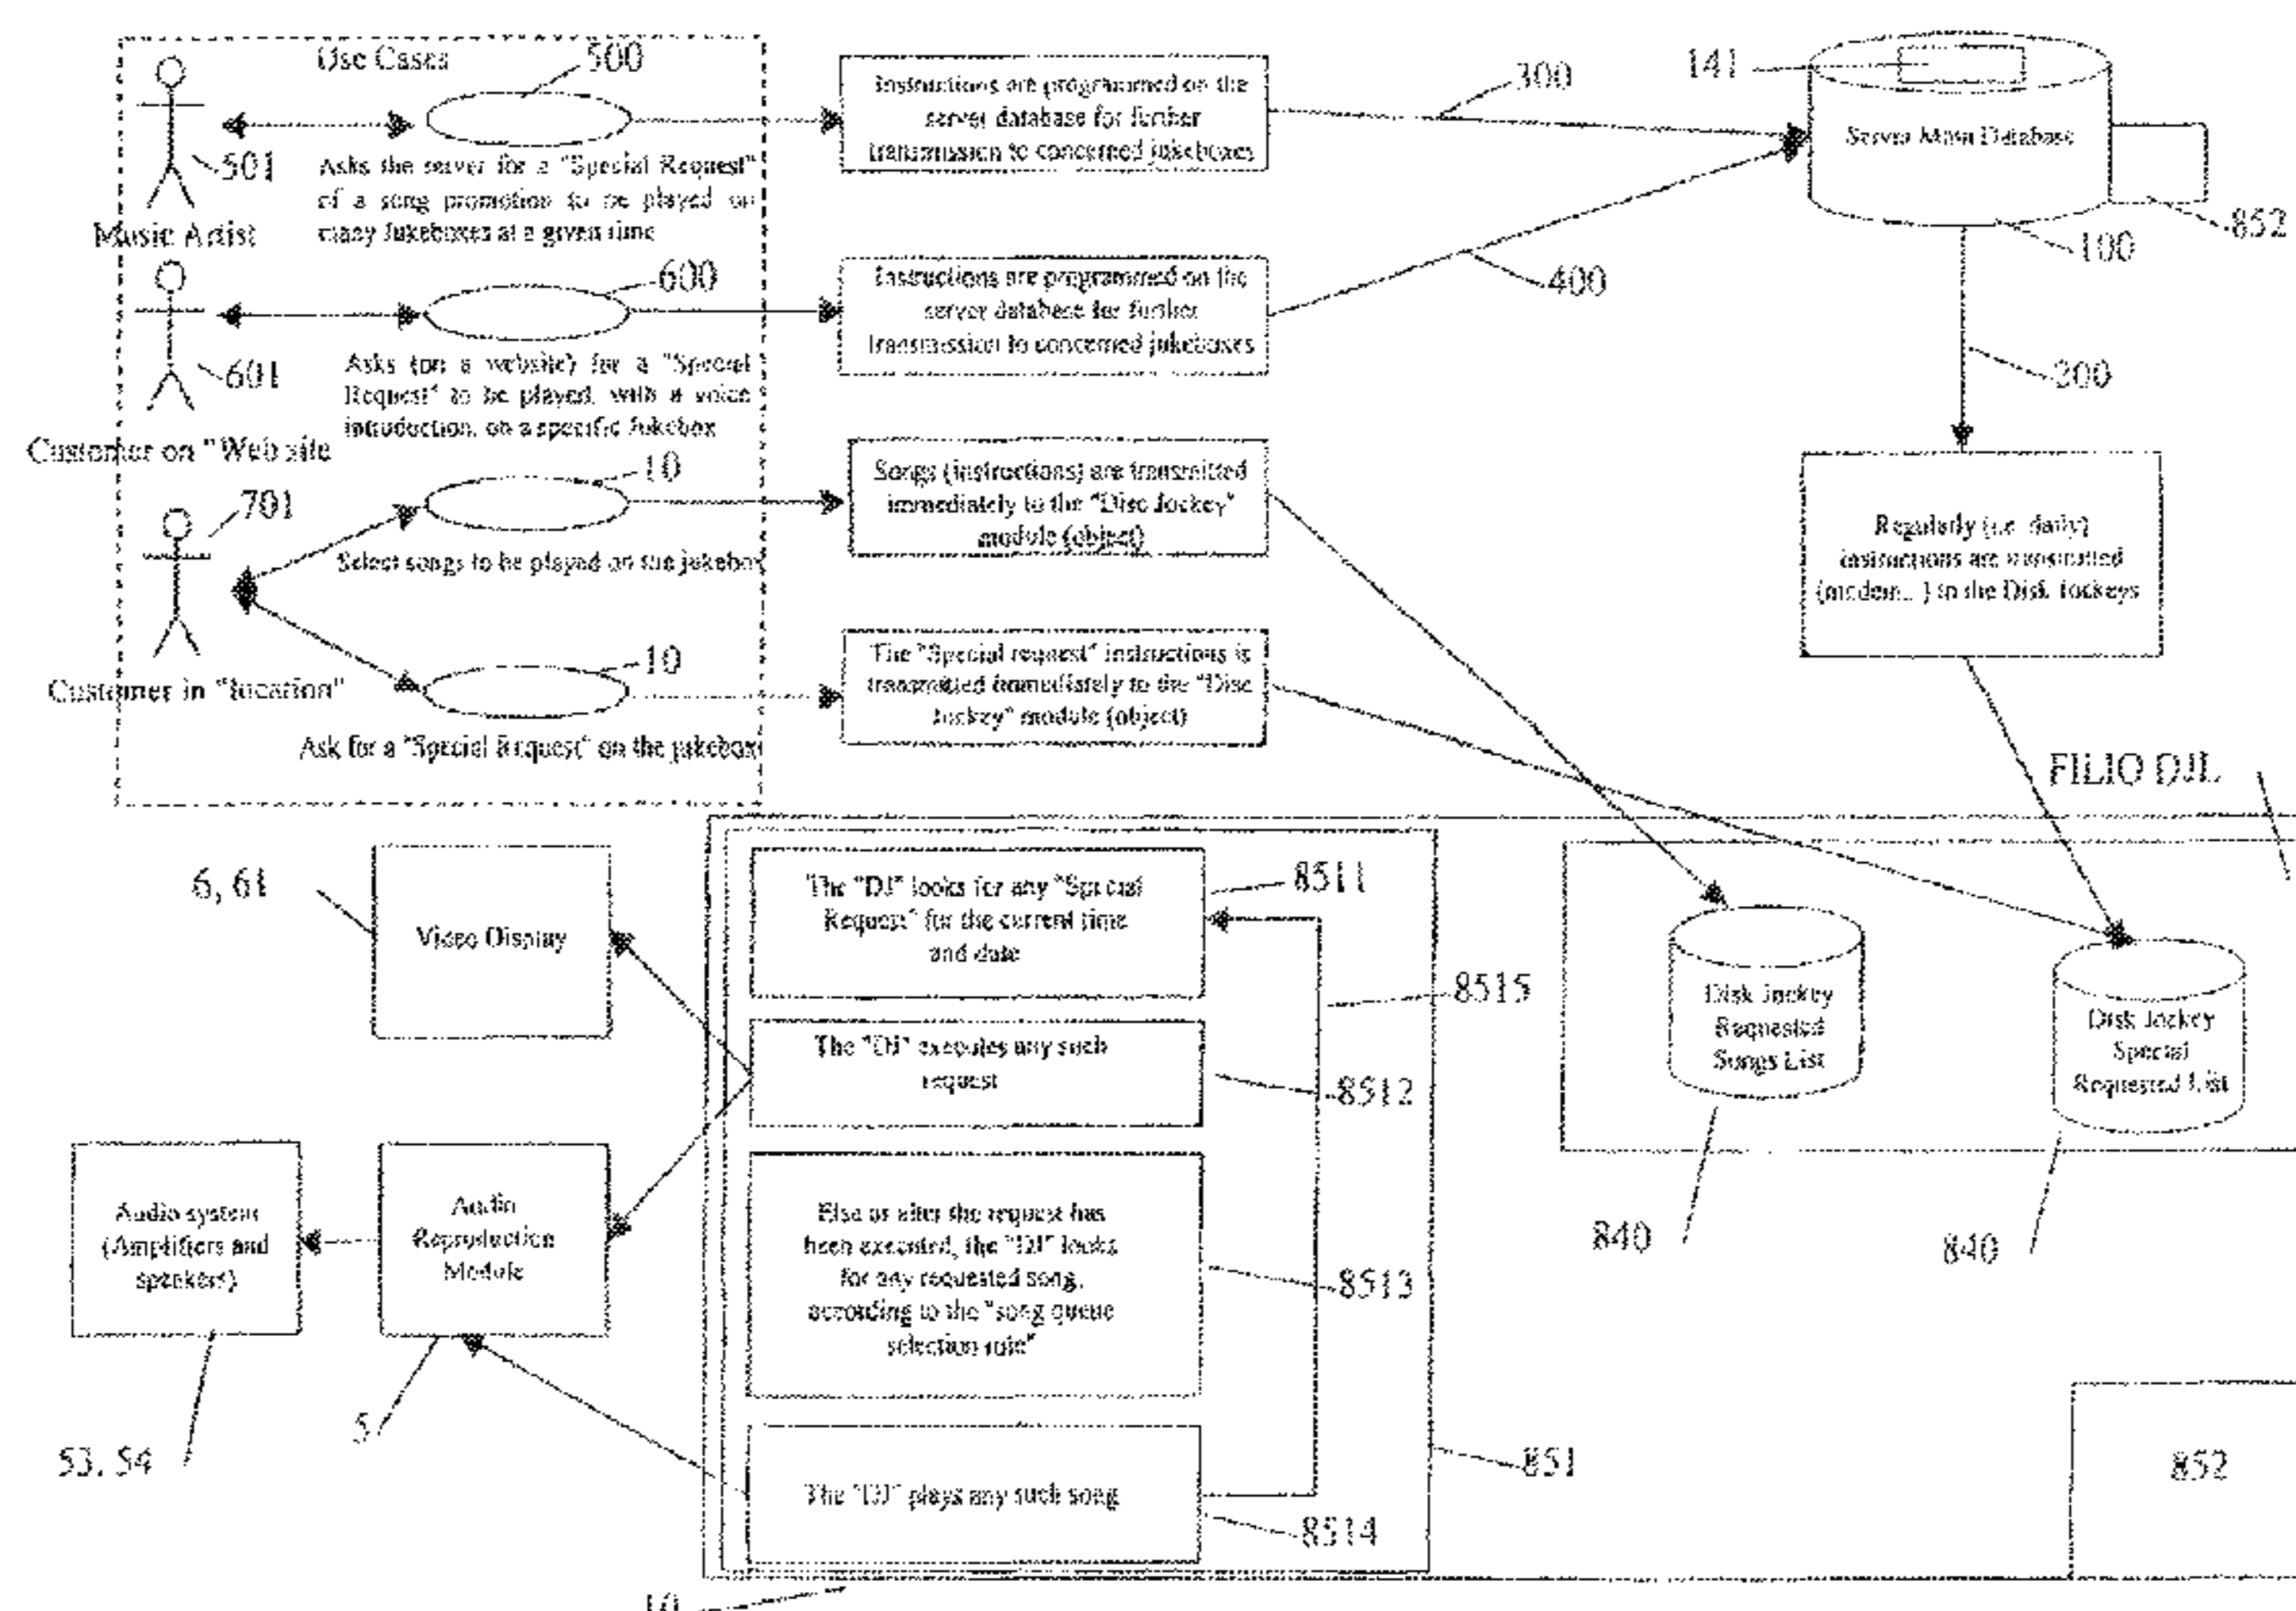 Use Cases
500
501
Music Artist
Asks the server for a "Special Request"
of a song promotion to be played on
many Jukeboxes at a given time
Instructions are programmed on the
server database for further
transmission to concerned jukeboxes
300
141
Server Main Database
852
100
600
601
Customer on "Web site
Asks (on a website) for a "Special
Request" to be played, with a voice
introduction, on a specific Jukebox
Instructions are programmed on the
server database for further
transmission to concerned jukeboxes
400
10
701
Customer in "location"
Select songs to be played on the jukebox
Songs (instructions) are transmitted
immediately to the "Disc Jockey"
module (object)
Regularly (i.e. daily)
instructions are transmitted
to the Disk Jockeys
10
Ask for a "Special Request" on the jukebox
The "Special request" instructions is
transmitted immediately to the "Disc
Jockey" module (object)
DJL
6, 61
Video Display
The "DJ" looks for any "Special
Request" for the current time
and date
8511
8515
The "DJ" executes any such
request
8512
Disk Jockey
Requested
Songs List
840
Disk Jockey
Special
Requested List
840
Audio system
(Amplifiers and
speakers)
53, 54
Audio
Reproduction
Module
5
Else or after the request has
been executed, the "DJ" looks
for any requested song,
according to the "song queue
selection rule"
8513
The "DJ" plays any such song
8514
851
852
10